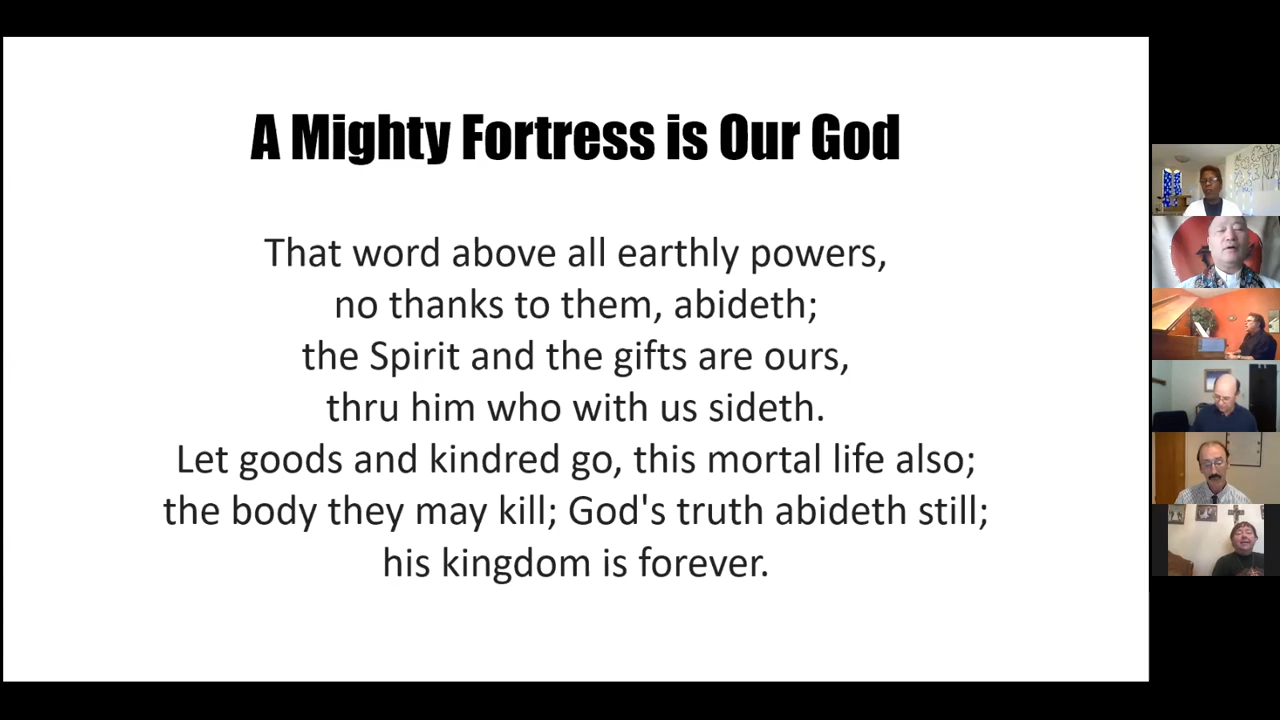 A Mighty Fortress is Our God
That word above all earthly powers,
no thanks to them, abideth;
the Spirit and the gifts are ours,
thru him who with us sideth.
Let goods and kindred go, this mortal life also;
the body they may kill; God's truth abideth still;
his kingdom is forever.